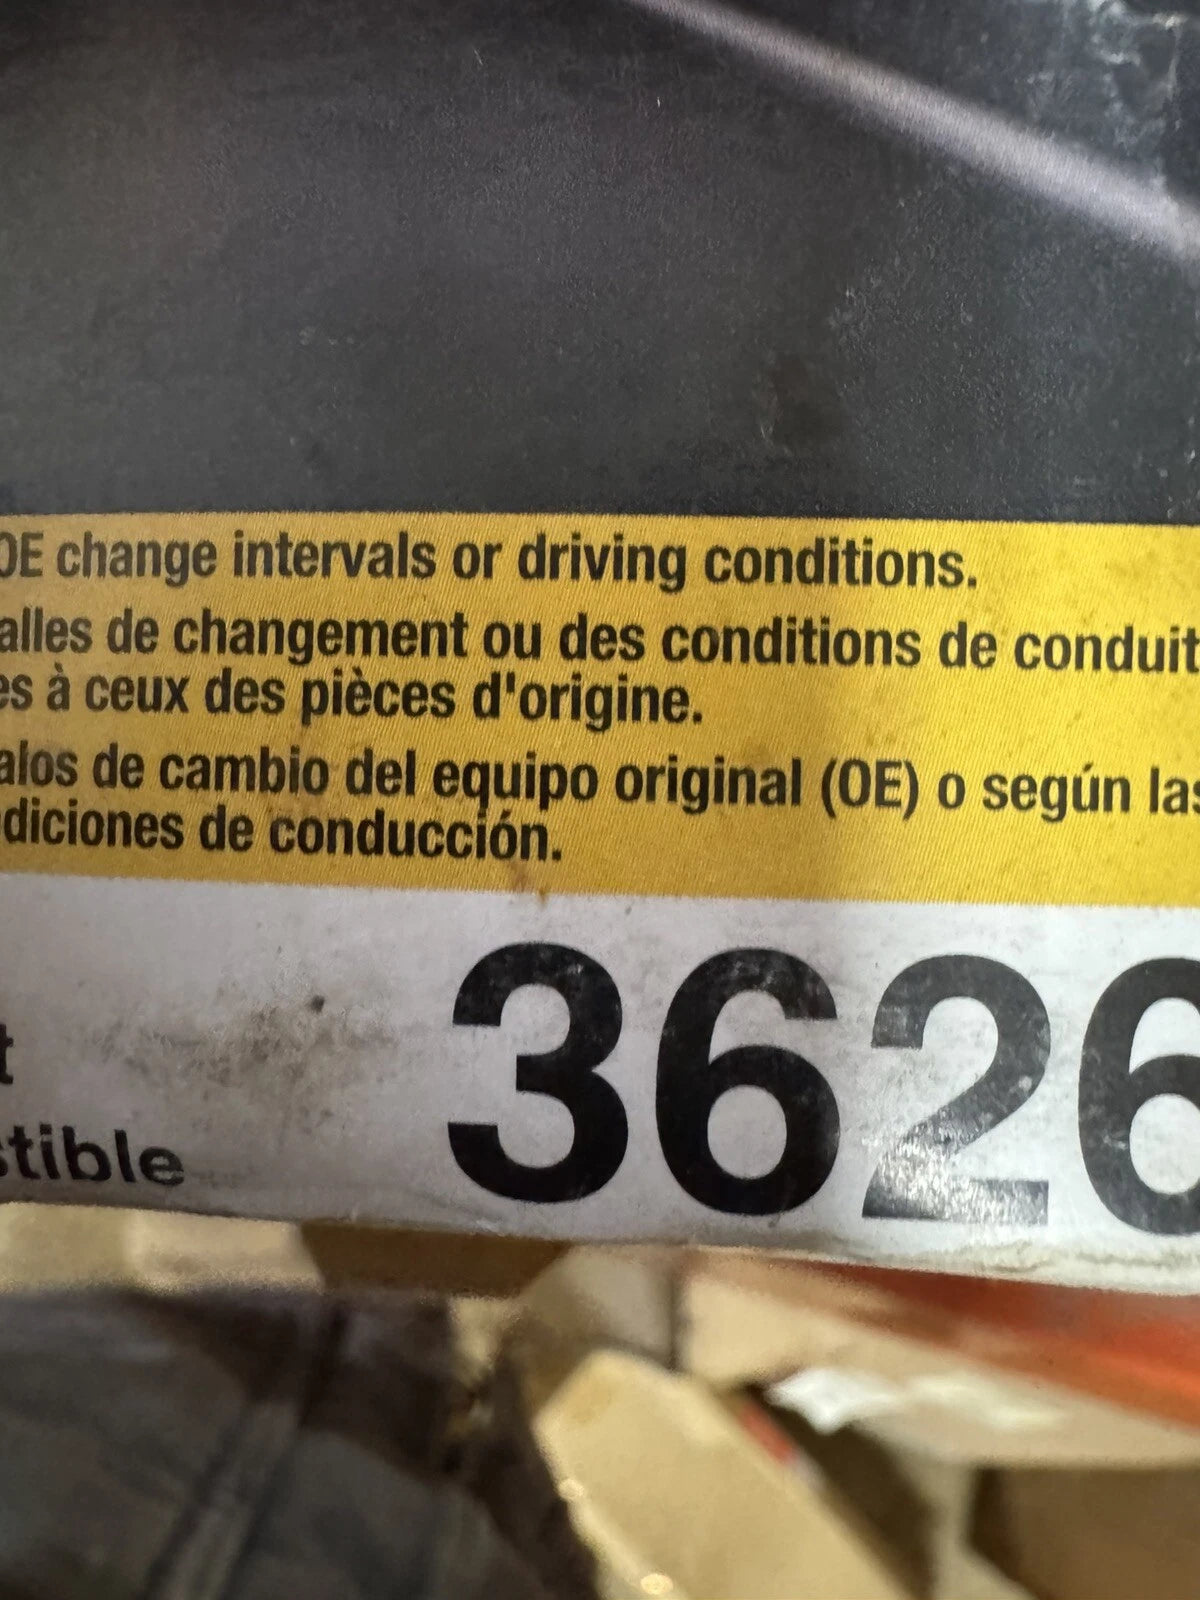 OE change intervals or driving conditions.
alles de changement ou des conditions de conduit
es à ceux des pièces d'origine.
alos de cambio del equipo original (OE) o según las
diciones de conducción.
t
3626
stible